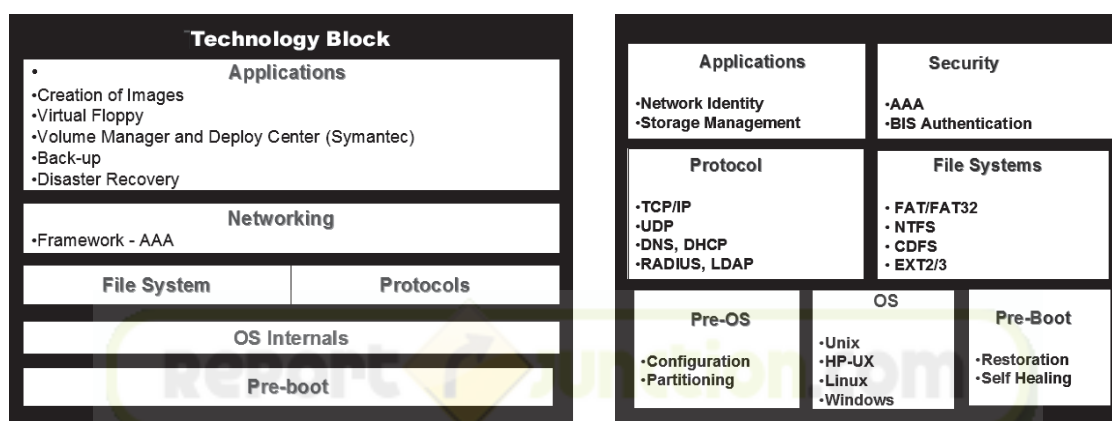 Technology Block
•
Applications
•Creation of Images
•Virtual Floppy
•Volume Manager and Deploy Center (Symantec)
•Back-up
•Disaster Recovery
Networking
•Framework - AAA
File System
Protocols
OS Internals
Pre-boot
Applications
•Network Identity
•Storage Management
Security
•AAA
•BIS Authentication
Protocol
•TCP/IP
•UDP
•DNS, DHCP
•RADIUS, LDAP
File Systems
• FAT/FAT32
• NTFS
• CDFS
• EXT2/3
Pre-OS
•Configuration
•Partitioning
OS
•Unix
•HP-UX
•Linux
•Windows
Pre-Boot
•Restoration
•Self Healing
Report Junction.com